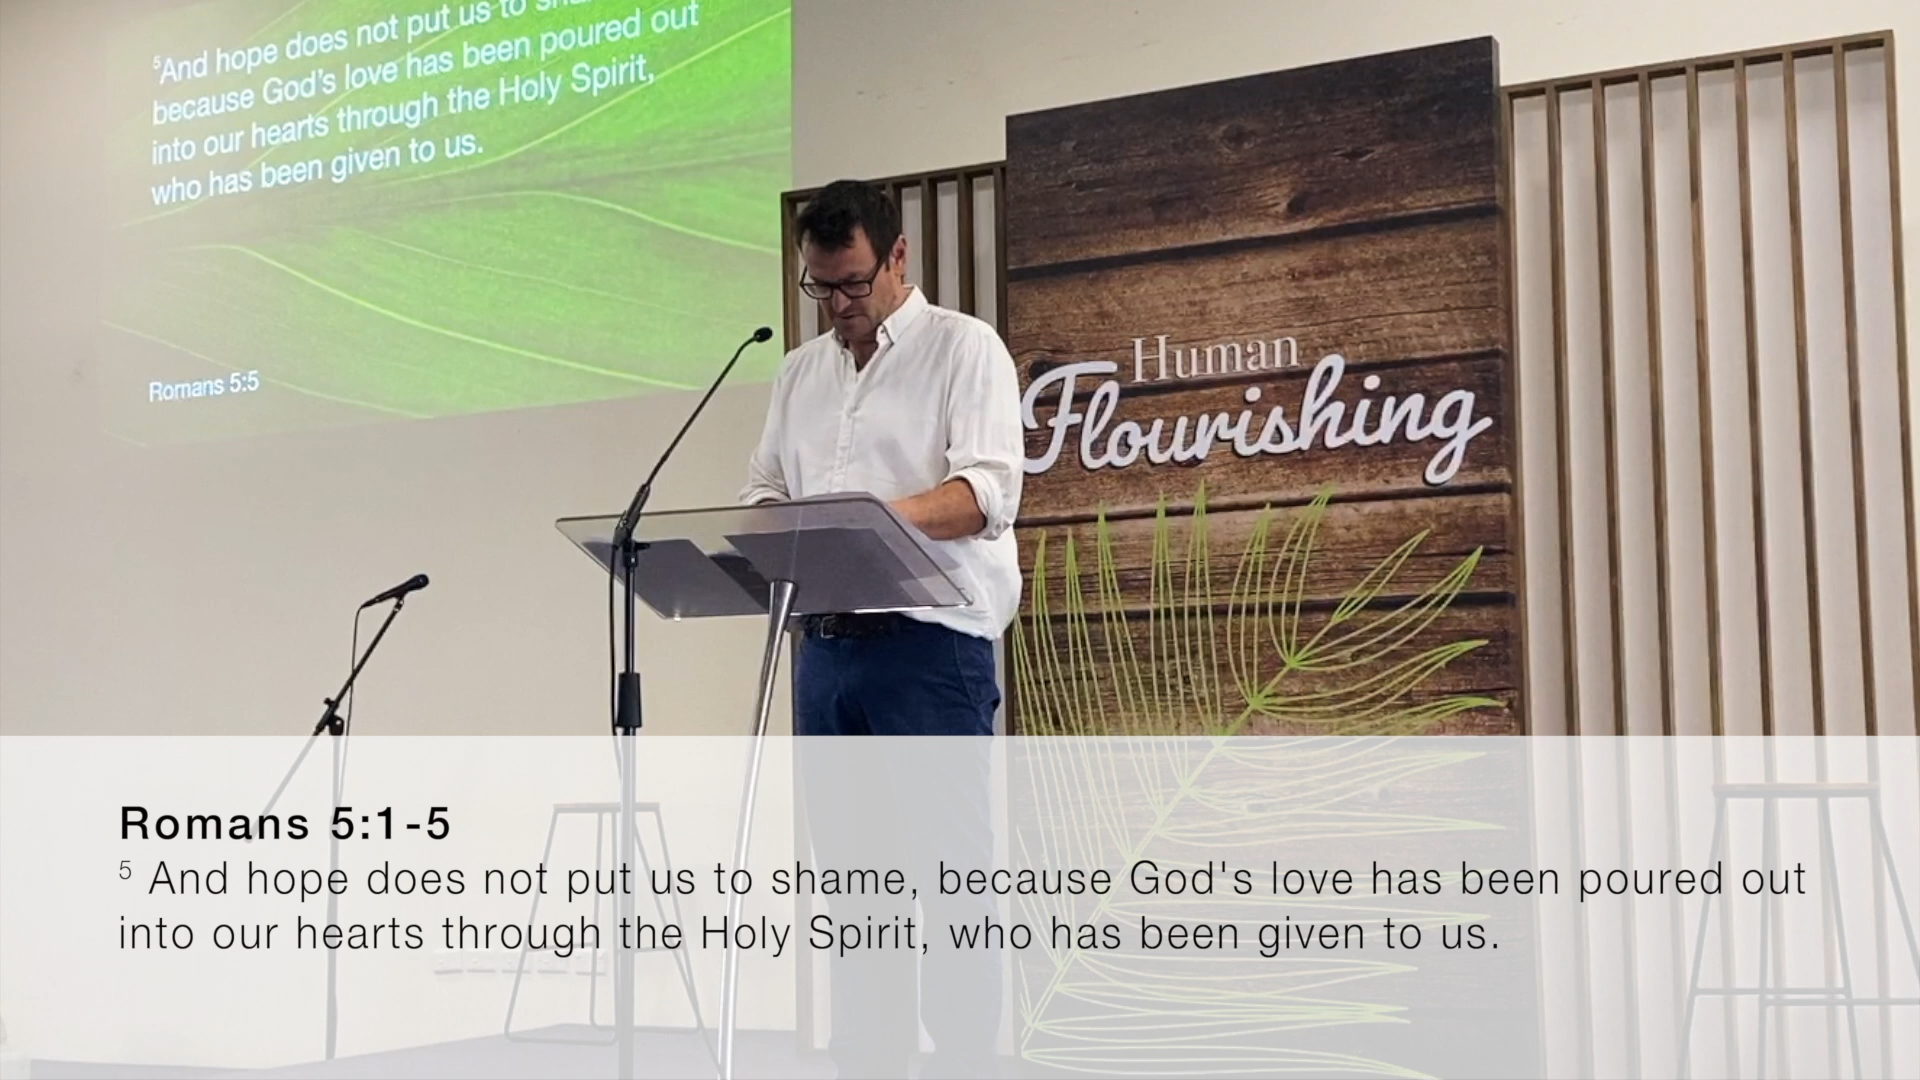 ⁵And hope does not put us to
because God's love has been poured out
into our hearts through the Holy Spirit,
who has been given to us.
Romans 5:5
Human
Flourishing
Romans 5:1-5
⁵ And hope does not put us to shame, because God's love has been poured out
into our hearts through the Holy Spirit, who has been given to us.